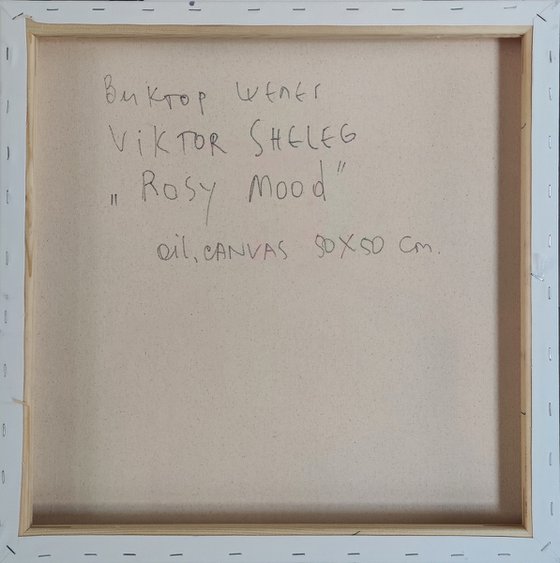 Виктор Шелег
ViKTOR SHELEG
„Rosy Mood"
oil, CANVAS 50X50 cm.